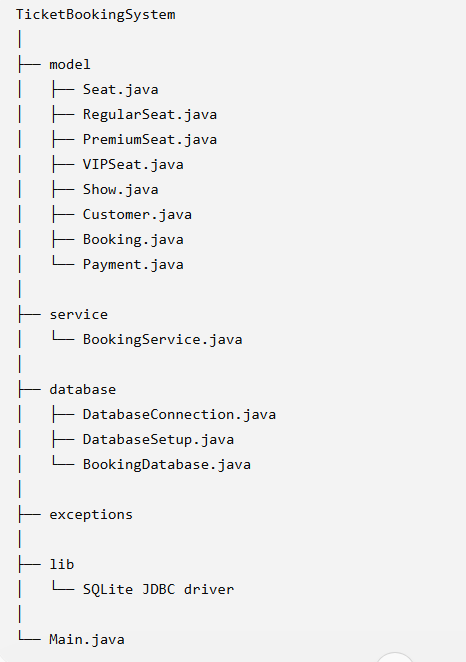 TicketBookingSystem
│
├── model
│   ├── Seat.java
│   ├── RegularSeat.java
│   ├── PremiumSeat.java
│   ├── VIPSeat.java
│   ├── Show.java
│   ├── Customer.java
│   ├── Booking.java
│   └── Payment.java
│
├── service
│   └── BookingService.java
│
├── database
│   ├── DatabaseConnection.java
│   ├── DatabaseSetup.java
│   └── BookingDatabase.java
│
├── exceptions
│
├── lib
│   └── SQLite JDBC driver
│
└── Main.java